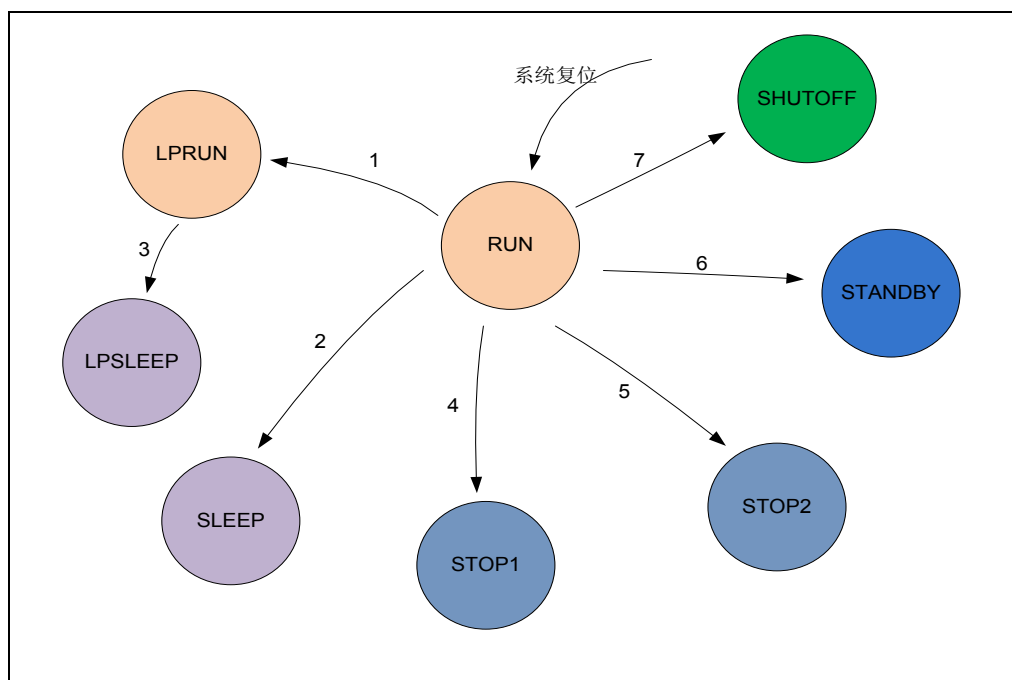 系统复位
SHUTOFF
LPRUN
1
7
RUN
3
6
STANDBY
2
LPSLEEP
4
5
SLEEP
STOP1
STOP2